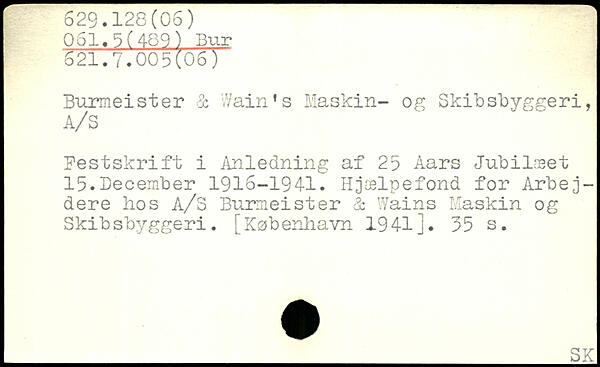 629.128(06)
061.5(489) Bur
621.7.005(06)
Burmeister & Wain's Maskin- og Skibsbyggeri,
A/S
Festskrift i Anledning af 25 Aars Jubilæet
15.December 1916-1941. Hjælpefond for Arbej-
dere hos A/S Burmeister & Wains Maskin og
Skibsbyggeri. [København 1941]. 35 s.
SK